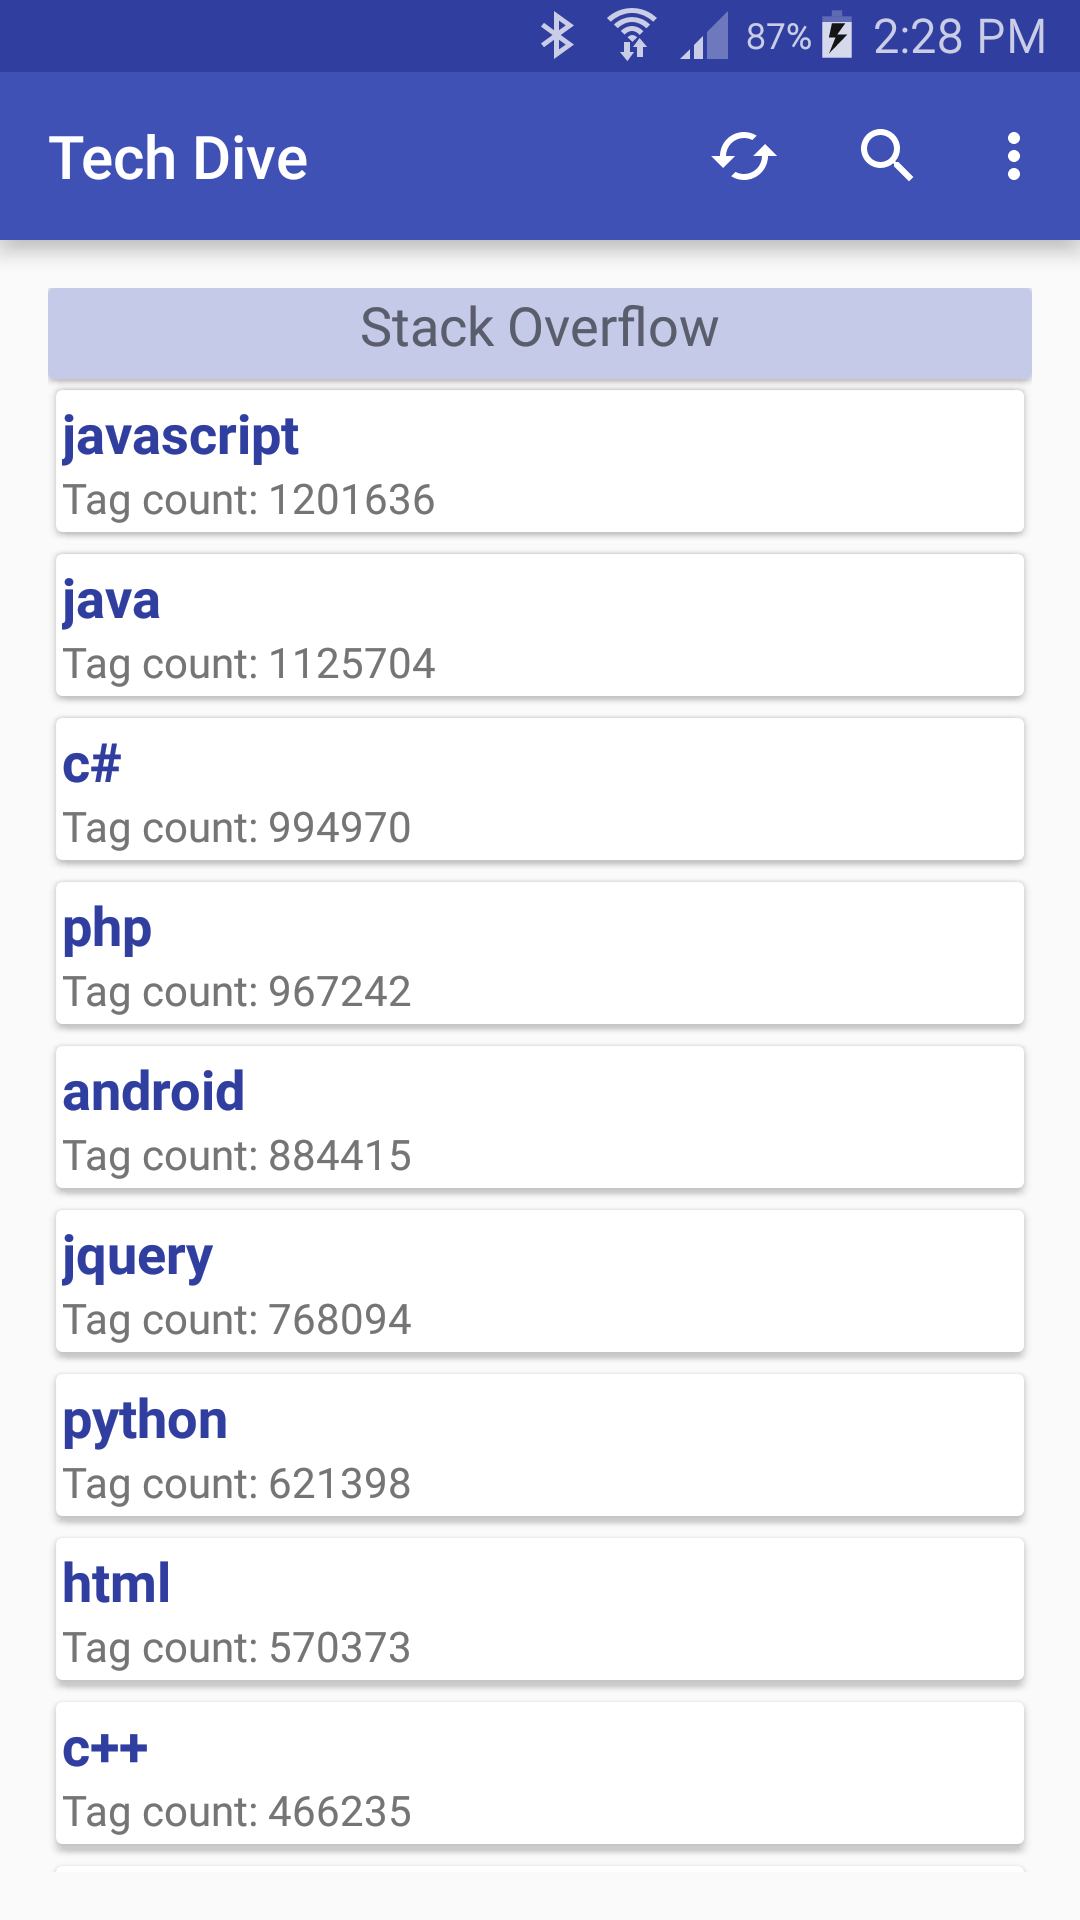 87% 2:28 PM
Tech Dive
Stack Overflow
javascript
Tag count: 1201636
java
Tag count: 1125704
c#
Tag count: 994970
php
Tag count: 967242
android
Tag count: 884415
jquery
Tag count: 768094
python
Tag count: 621398
html
Tag count: 570373
c++
Tag count: 466235